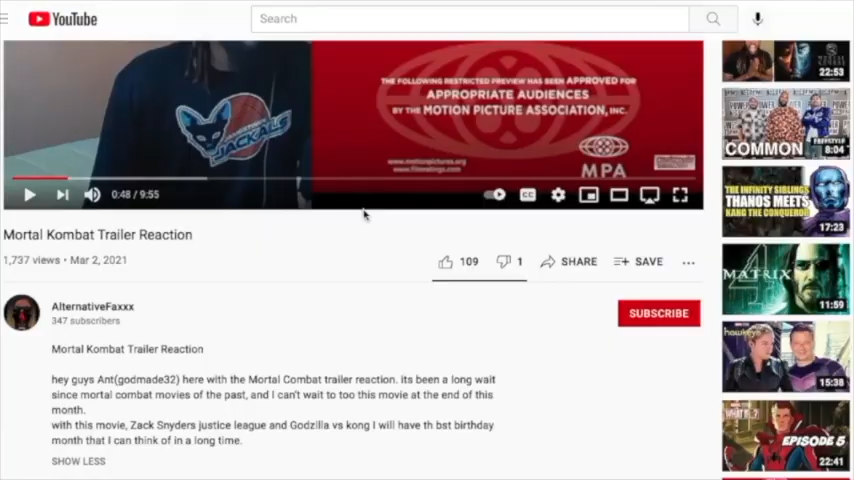 YouTube
Search
JACKALS
THE FOLLOWING RESTRICTED PREVIEW HAS BEEN APPROVED FOR
APPROPRIATE AUDIENCES
BY THE MOTION PICTURE ASSOCIATION, INC.
www.motionpictures.org
www.filmratings.com
MPA
0:48 / 9:55
CC
Mortal Kombat Trailer Reaction
1,737 views • Mar 2, 2021
109
1
SHARE
SAVE
AlternativeFaxxx
347 subscribers
SUBSCRIBE
Mortal Kombat Trailer Reaction
hey guys Ant(godmade32) here with the Mortal Combat trailer reaction. its been a long wait
since mortal combat movies of the past, and I can't wait to too this movie at the end of this
month.
with this movie, Zack Snyders justice league and Godzilla vs kong I will have th bst birthday
month that I can think of in a long time.
SHOW LESS
22:53
COMMON
FREESTYLE
8:04
THE INFINITY SIBLINGS
THANOS MEETS
KANG THE CONQUEROR
17:23
MATRIX
4
11:59
hawkeye
15:38
WHAT IF...?
EPISODE 5
22:41